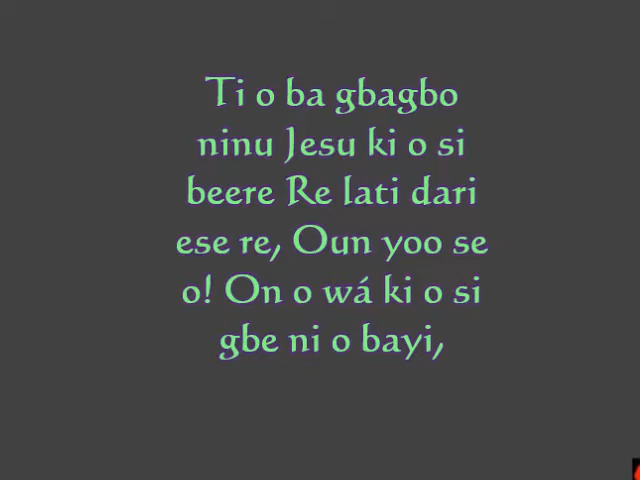 Ti o ba gbagbo
ninu Jesu ki o si
beere Re lati dari
ese re, Oun yoo se
o! On o wá ki o si
gbe ni o bayi,